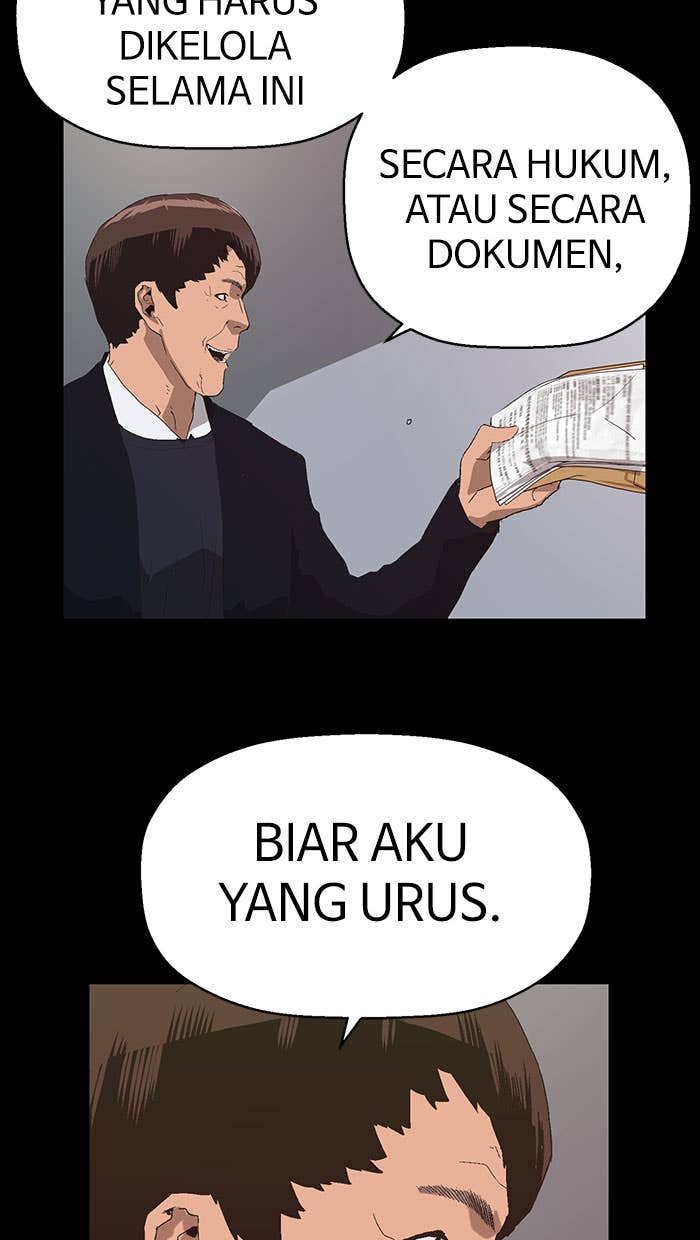 YANG HARUS
DIKELOLA
SELAMA INI
SECARA HUKUM,
ATAU SECARA
DOKUMEN,
BIAR AKU
YANG URUS.